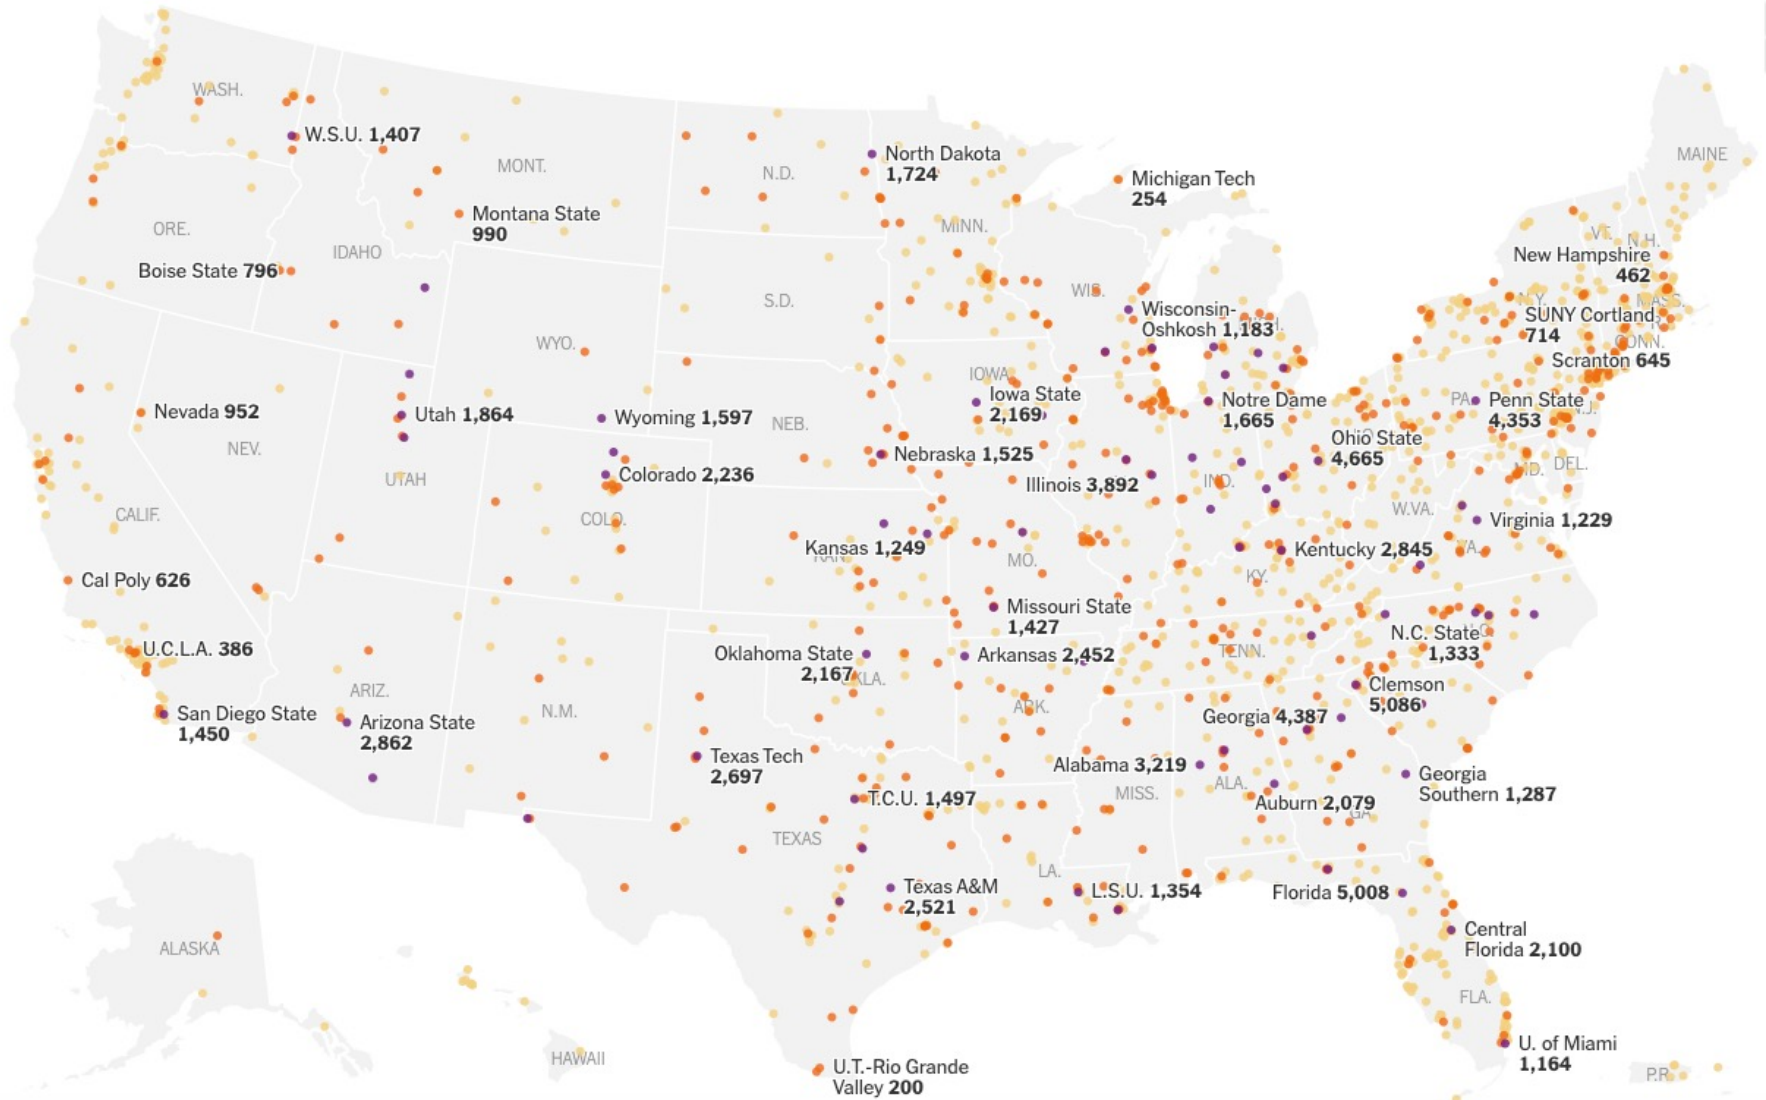 WASH.
W.S.U. 1,407
MONT.
N.D.
North Dakota
1,724
MAINE
Michigan Tech
254
Montana State
990
ORE.
IDAHO
MINN.
VT.
N.H.
New Hampshire
462
Boise State 796
S.D.
WIS.
N.Y.
MASS.
Wisconsin-
Oshkosh 1,183
SUNY Cortland
714
WYO.
CONN.
Scranton 645
IOWA
Iowa State
2,169
Nevada 952
Utah 1,864
Wyoming 1,597
NEB.
Notre Dame
1,665
PA.
Penn State
4,353
N.J.
NEV.
Ohio State
4,665
Nebraska 1,525
UTAH
Colorado 2,236
Illinois 3,892
IND.
MD.
DEL.
CALIF.
COLO.
W.VA.
Virginia 1,229
Kansas 1,249
KAN.
MO.
Kentucky 2,845
VA.
KY.
Cal Poly 626
Missouri State
1,427
U.C.L.A. 386
Oklahoma State
2,167
OKLA.
Arkansas 2,452
TENN.
N.C.
N.C. State
1,333
ARIZ.
N.M.
ARK.
Clemson
5,086
San Diego State
1,450
Arizona State
2,862
Georgia 4,387
Texas Tech
2,697
Alabama 3,219
MISS.
ALA.
Georgia
Southern 1,287
T.C.U. 1,497
Auburn 2,079
GA.
TEXAS
LA.
Texas A&M
2,521
L.S.U. 1,354
Florida 5,008
ALASKA
Central
Florida 2,100
FLA.
HAWAII
U. of Miami
1,164
U.T.-Rio Grande
Valley 200
P.R.